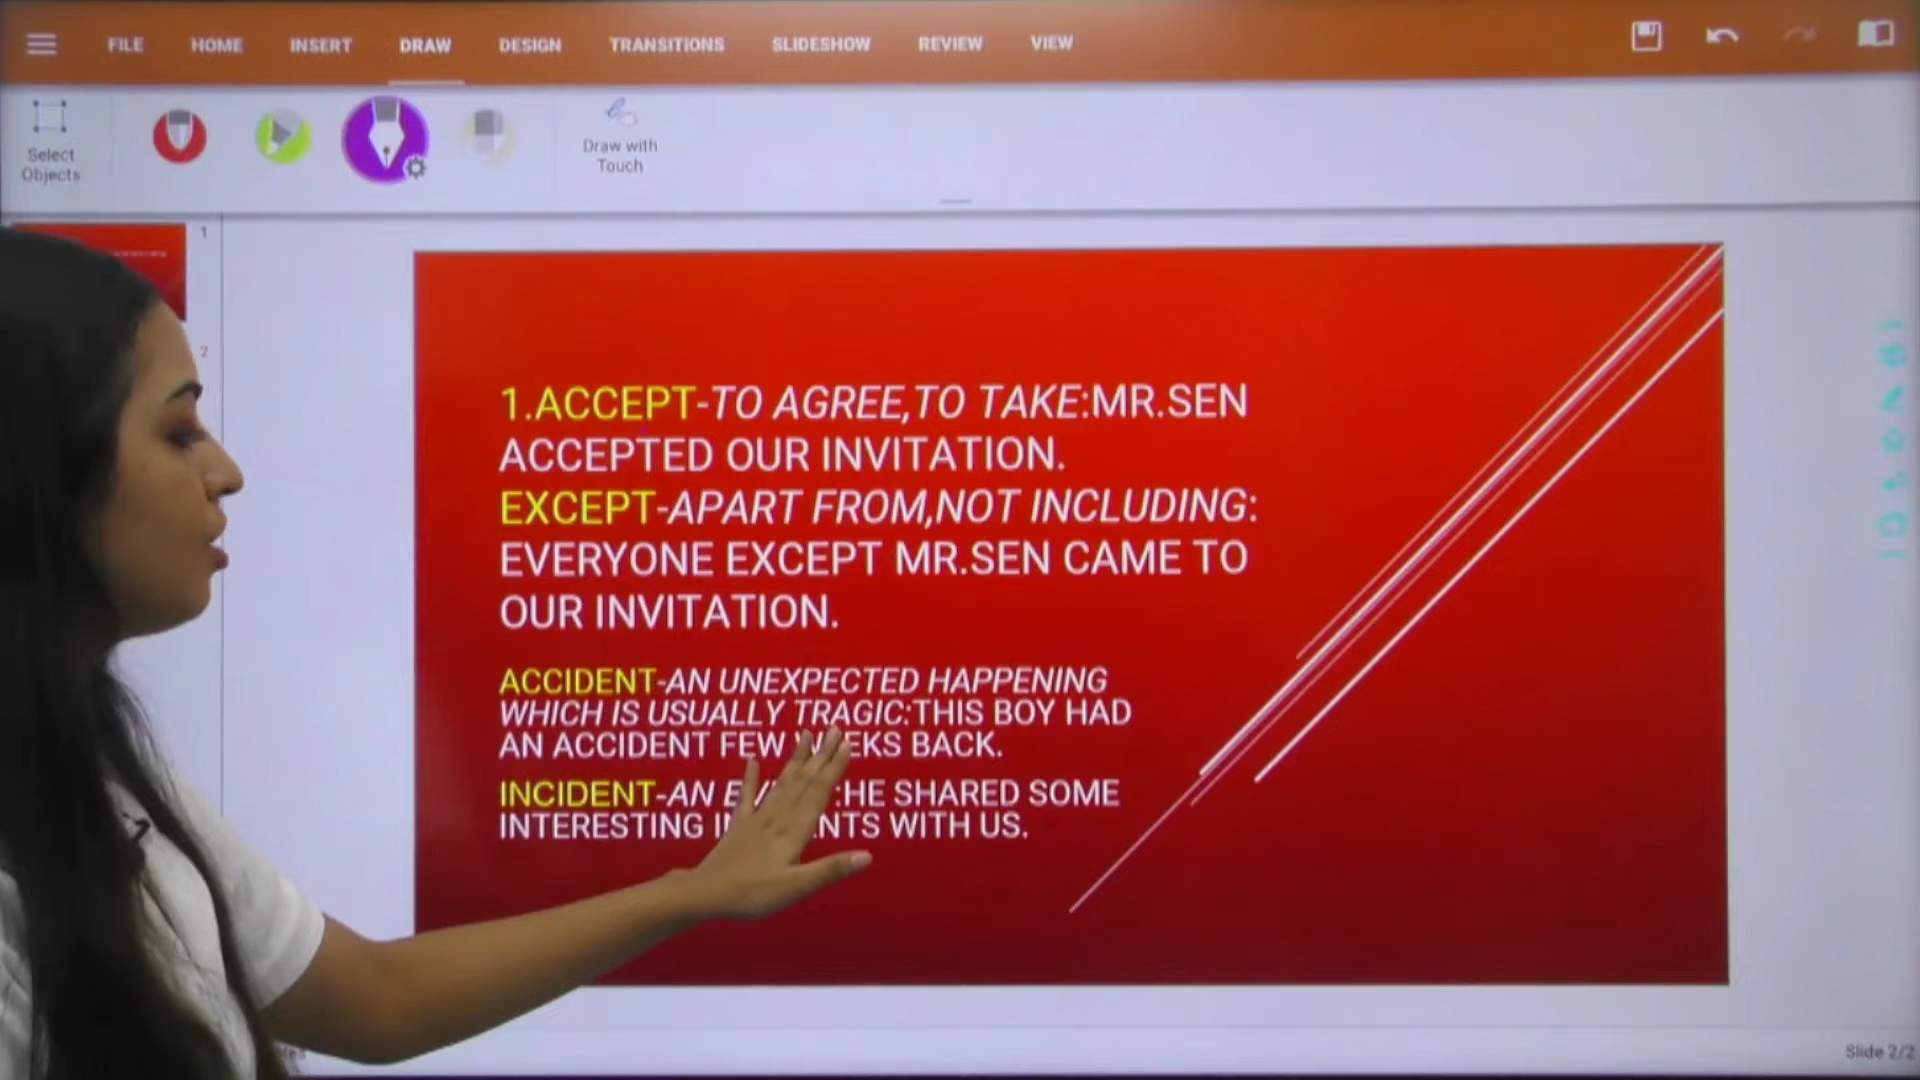 FILE HOME INSERT DRAW DESIGN TRANSITIONS SLIDESHOW REVIEW VIEW
Select
Objects
Draw with
Touch
1
2
1.ACCEPT-TO AGREE,TO TAKE:MR.SEN
ACCEPTED OUR INVITATION.
EXCEPT-APART FROM,NOT INCLUDING:
EVERYONE EXCEPT MR.SEN CAME TO
OUR INVITATION.
ACCIDENT-AN UNEXPECTED HAPPENING
WHICH IS USUALLY TRAGIC:THIS BOY HAD
AN ACCIDENT FEW WEEKS BACK.
INCIDENT-AN :HE SHARED SOME
INTERESTING WITH US.
Slide 2/2